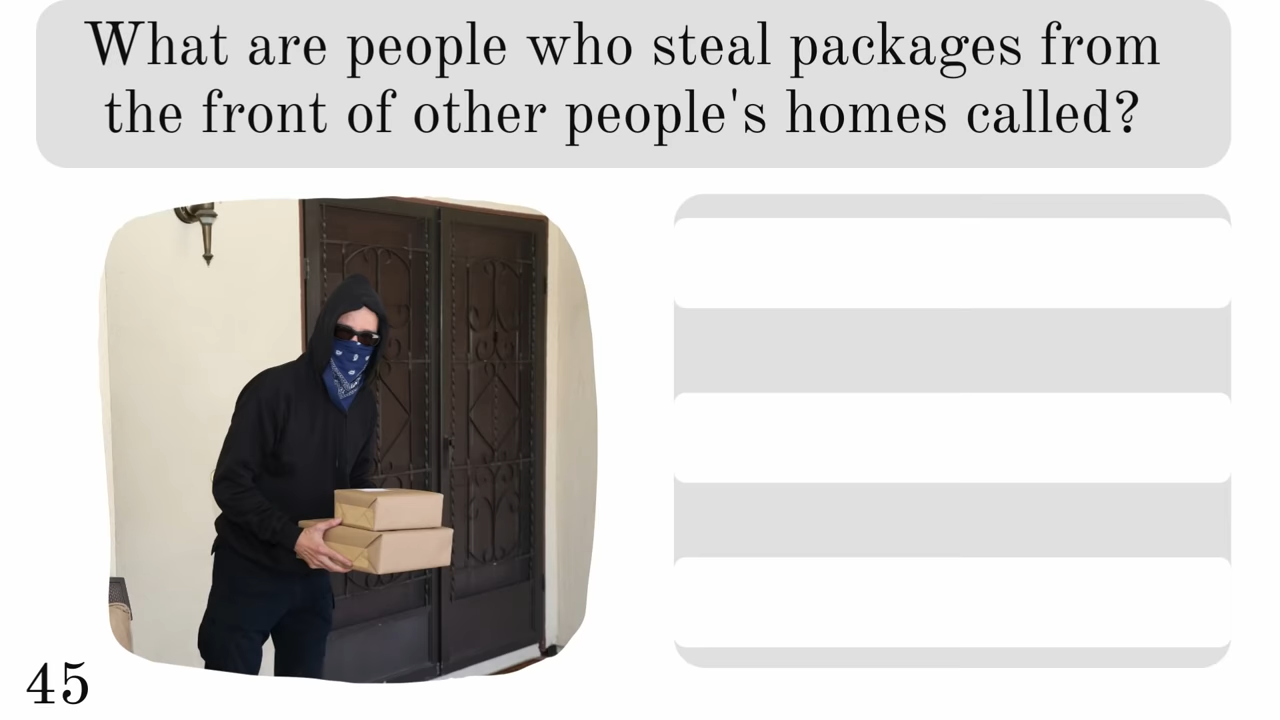 What are people who steal packages from
the front of other people's homes called?
45